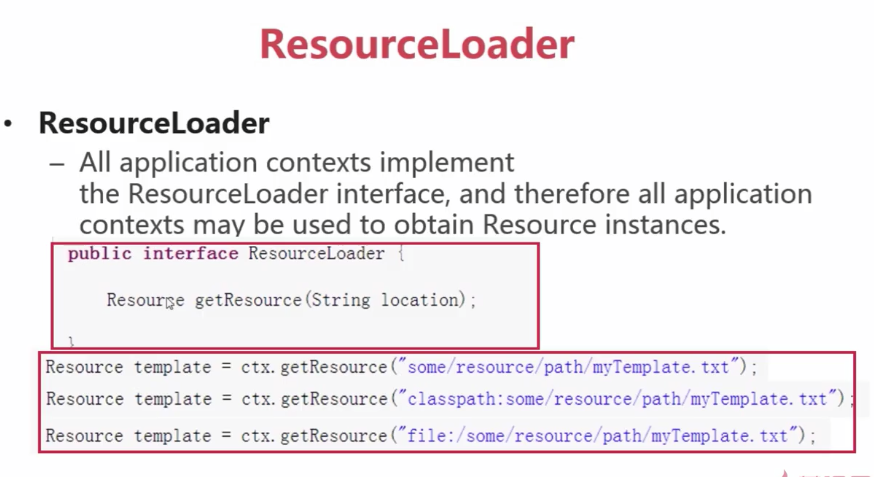 ResourceLoader
• ResourceLoader
– All application contexts implement
the ResourceLoader interface, and therefore all application
contexts may be used to obtain Resource instances.
public interface ResourceLoader {
Resource getResource(String location);
}
Resource template = ctx.getResource("some/resource/path/myTemplate.txt");
Resource template = ctx.getResource("classpath:some/resource/path/myTemplate.txt");
Resource template = ctx.getResource("file:/some/resource/path/myTemplate.txt");